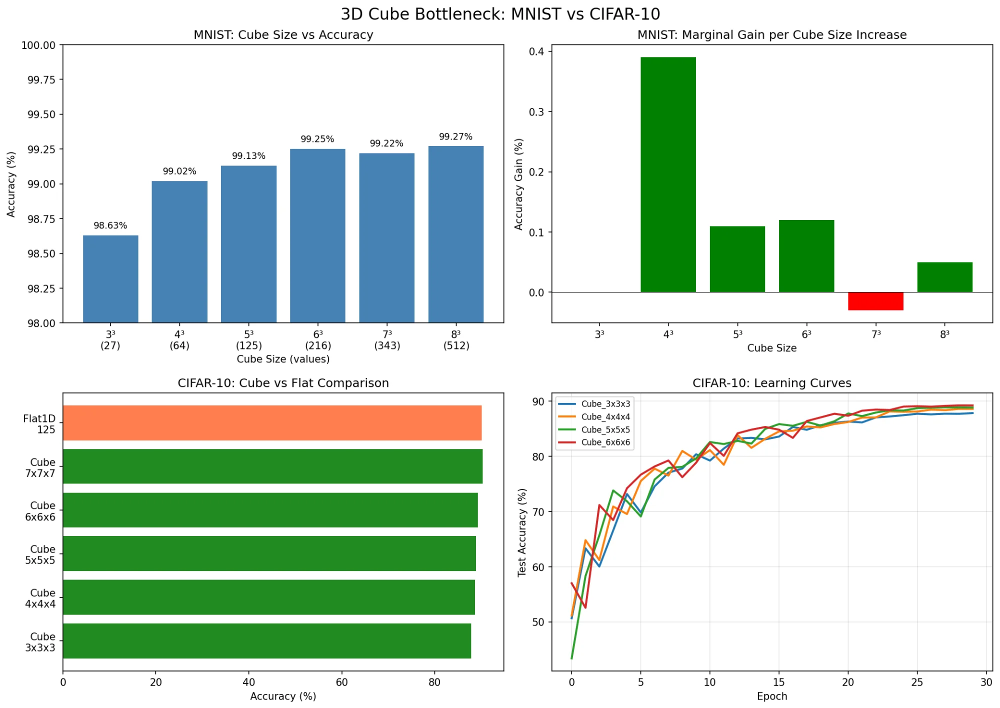 3D Cube Bottleneck: MNIST vs CIFAR-10
MNIST: Cube Size vs Accuracy
Accuracy (%)
100.00
99.75
99.50
99.25
99.00
98.75
98.50
98.25
98.00
98.63%
99.02%
99.13%
99.25%
99.22%
99.27%
3³ 4³ 5³ 6³ 7³ 8³
(27) (64) (125) (216) (343) (512)
Cube Size (values)
MNIST: Marginal Gain per Cube Size Increase
Accuracy Gain (%)
0.4
0.3
0.2
0.1
0.0
3³ 4³ 5³ 6³ 7³ 8³
Cube Size
CIFAR-10: Cube vs Flat Comparison
Flat1D
125
Cube
7x7x7
Cube
6x6x6
Cube
5x5x5
Cube
4x4x4
Cube
3x3x3
0 20 40 60 80
Accuracy (%)
CIFAR-10: Learning Curves
Test Accuracy (%)
90
80
70
60
50
Cube_3x3x3
Cube_4x4x4
Cube_5x5x5
Cube_6x6x6
0 5 10 15 20 25 30
Epoch